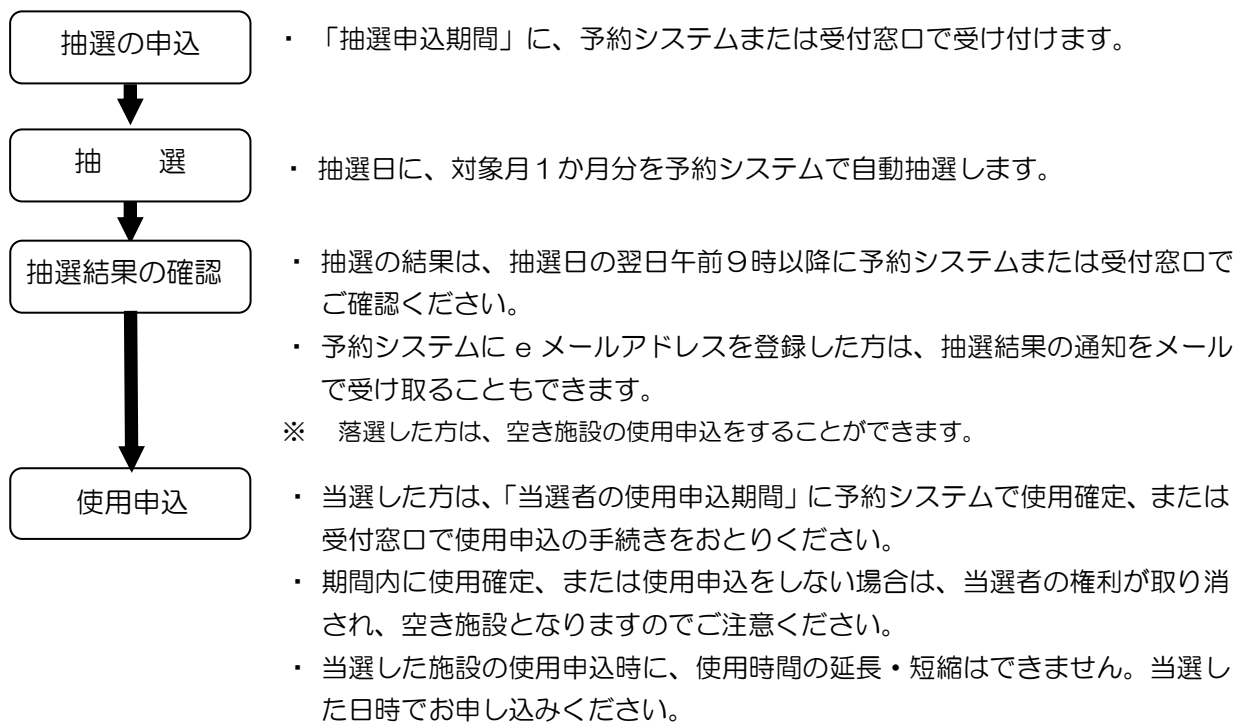 抽選の申込
・ 「抽選申込期間」に、予約システムまたは受付窓口で受け付けます。
抽　　選
・ 抽選日に、対象月１か月分を予約システムで自動抽選します。
抽選結果の確認
・ 抽選の結果は、抽選日の翌日午前９時以降に予約システムまたは受付窓口で
ご確認ください。
・ 予約システムに e メールアドレスを登録した方は、抽選結果の通知をメール
で受け取ることもできます。
※　落選した方は、空き施設の使用申込をすることができます。
使用申込
・ 当選した方は、「当選者の使用申込期間」に予約システムで使用確定、または
受付窓口で使用申込の手続きをおとりください。
・ 期間内に使用確定、または使用申込をしない場合は、当選者の権利が取り消
され、空き施設となりますのでご注意ください。
・ 当選した施設の使用申込時に、使用時間の延長・短縮はできません。当選し
た日時でお申し込みください。